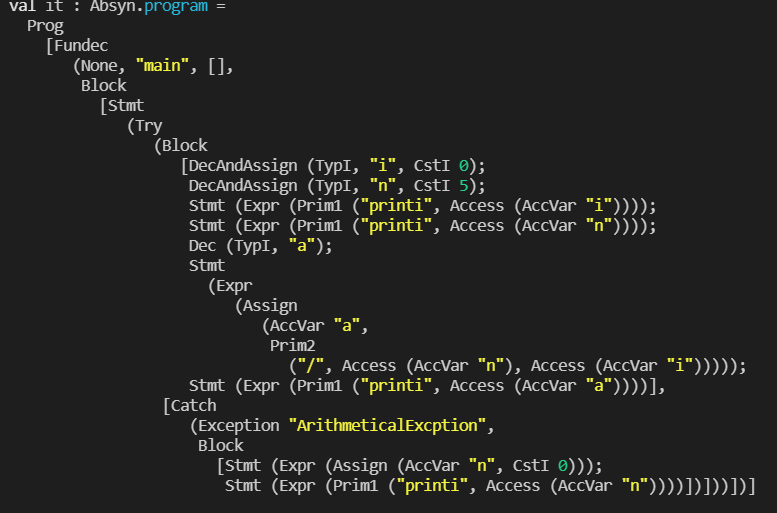 val it : Absyn.program =
  Prog
    [Fundec
       (None, "main", [],
        Block
          [Stmt
             (Try
                (Block
                   [DecAndAssign (TypI, "i", CstI 0);
                    DecAndAssign (TypI, "n", CstI 5);
                    Stmt (Expr (Prim1 ("printi", Access (AccVar "i"))));
                    Stmt (Expr (Prim1 ("printi", Access (AccVar "n"))));
                    Dec (TypI, "a");
                    Stmt
                      (Expr
                         (Assign
                            (AccVar "a",
                             Prim2
                               ("/", Access (AccVar "n"), Access (AccVar "i")))));
                    Stmt (Expr (Prim1 ("printi", Access (AccVar "a"))))],
                 [Catch
                    (Exception "ArithmeticalExcption",
                     Block
                       [Stmt (Expr (Assign (AccVar "n", CstI 0)));
                        Stmt (Expr (Prim1 ("printi", Access (AccVar "n"))))])]))])]